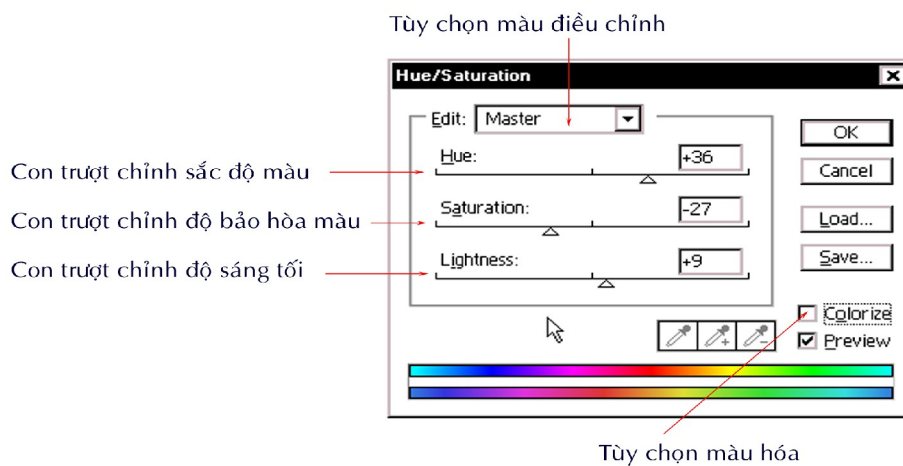 Tùy chọn màu điều chỉnh
Hue/Saturation
Edit: Master
OK
Hue: +36
Cancel
Con trượt chỉnh sắc độ màu
Saturation: -27
Load...
Con trượt chỉnh độ bảo hòa màu
Lightness: +9
Save...
Con trượt chỉnh độ sáng tối
Colorize
Preview
Tùy chọn màu hóa